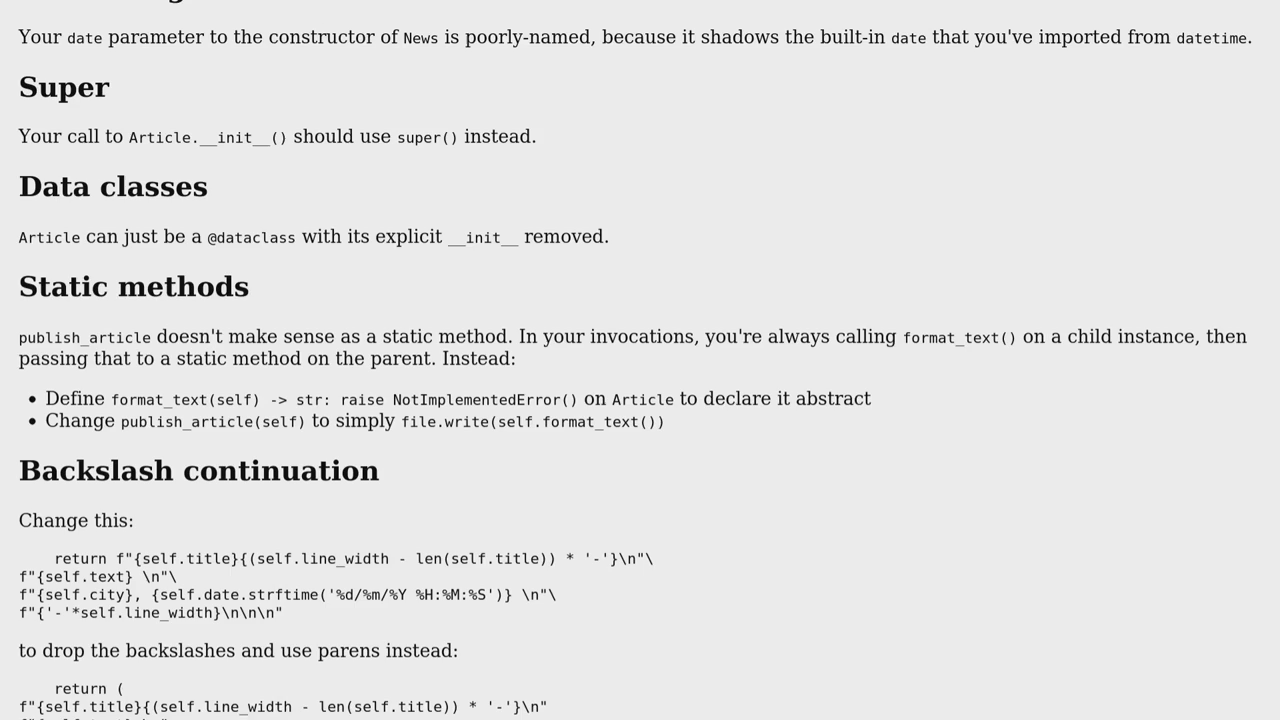 Your date parameter to the constructor of News is poorly-named, because it shadows the built-in date that you've imported from datetime.
Super
Your call to Article.__init__() should use super() instead.
Data classes
Article can just be a @dataclass with its explicit __init__ removed.
Static methods
publish_article doesn't make sense as a static method. In your invocations, you're always calling format_text() on a child instance, then
passing that to a static method on the parent. Instead:
• Define format_text(self) -> str: raise NotImplementedError() on Article to declare it abstract
• Change publish_article(self) to simply file.write(self.format_text())
Backslash continuation
Change this:
    return f"{self.title}{(self.line_width - len(self.title)) * '-'}\n"\
f"{self.text} \n"\
f"{self.city}, {self.date.strftime('%d/%m/%Y %H:%M:%S')} \n"\
f"{'-'*self.line_width}\n\n\n"
to drop the backslashes and use parens instead:
    return (
f"{self.title}{(self.line_width - len(self.title)) * '-'}\n"